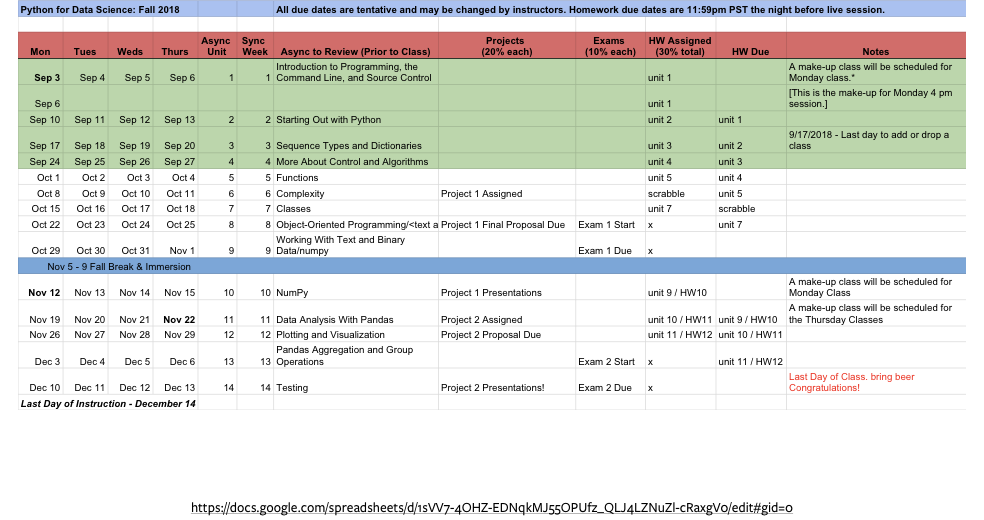 Python for Data Science: Fall 2018 All due dates are tentative and may be changed by instructors. Homework due dates are 11:59pm PST the night before live session.
Mon Tues Weds Thurs Async Unit Sync Week Async to Review (Prior to Class) Projects (20% each) Exams (10% each) HW Assigned (30% total) HW Due Notes
Sep 3 Sep 4 Sep 5 Sep 6 1 1 Introduction to Programming, the Command Line, and Source Control unit 1 A make-up class will be scheduled for Monday class.*
Sep 6 unit 1 [This is the make-up for Monday 4 pm session.]
Sep 10 Sep 11 Sep 12 Sep 13 2 2 Starting Out with Python unit 2 unit 1
Sep 17 Sep 18 Sep 19 Sep 20 3 3 Sequence Types and Dictionaries unit 3 unit 2 9/17/2018 - Last day to add or drop a class
Sep 24 Sep 25 Sep 26 Sep 27 4 4 More About Control and Algorithms unit 4 unit 3
Oct 1 Oct 2 Oct 3 Oct 4 5 5 Functions unit 5 unit 4
Oct 8 Oct 9 Oct 10 Oct 11 6 6 Complexity Project 1 Assigned scrabble unit 5
Oct 15 Oct 16 Oct 17 Oct 18 7 7 Classes unit 7 scrabble
Oct 22 Oct 23 Oct 24 Oct 25 8 8 Object-Oriented Programming/<text a Project 1 Final Proposal Due Exam 1 Start x unit 7
Oct 29 Oct 30 Oct 31 Nov 1 9 9 Working With Text and Binary Data/numpy Exam 1 Due x
Nov 5 - 9 Fall Break & Immersion
Nov 12 Nov 13 Nov 14 Nov 15 10 10 NumPy Project 1 Presentations unit 9 / HW10 A make-up class will be scheduled for Monday Class
Nov 19 Nov 20 Nov 21 Nov 22 11 11 Data Analysis With Pandas Project 2 Assigned unit 10 / HW11 unit 9 / HW10 A make-up class will be scheduled for the Thursday Classes
Nov 26 Nov 27 Nov 28 Nov 29 12 12 Plotting and Visualization Project 2 Proposal Due unit 11 / HW12 unit 10 / HW11
Dec 3 Dec 4 Dec 5 Dec 6 13 13 Pandas Aggregation and Group Operations Exam 2 Start x unit 11 / HW12
Dec 10 Dec 11 Dec 12 Dec 13 14 14 Testing Project 2 Presentations! Exam 2 Due x Last Day of Class. bring beer Congratulations!
Last Day of Instruction - December 14
https://docs.google.com/spreadsheets/d/1sVV7-4OHZ-EDNqkMJ55OPUfz_QLJ4LZNuZl-cRaxgV0/edit#gid=0